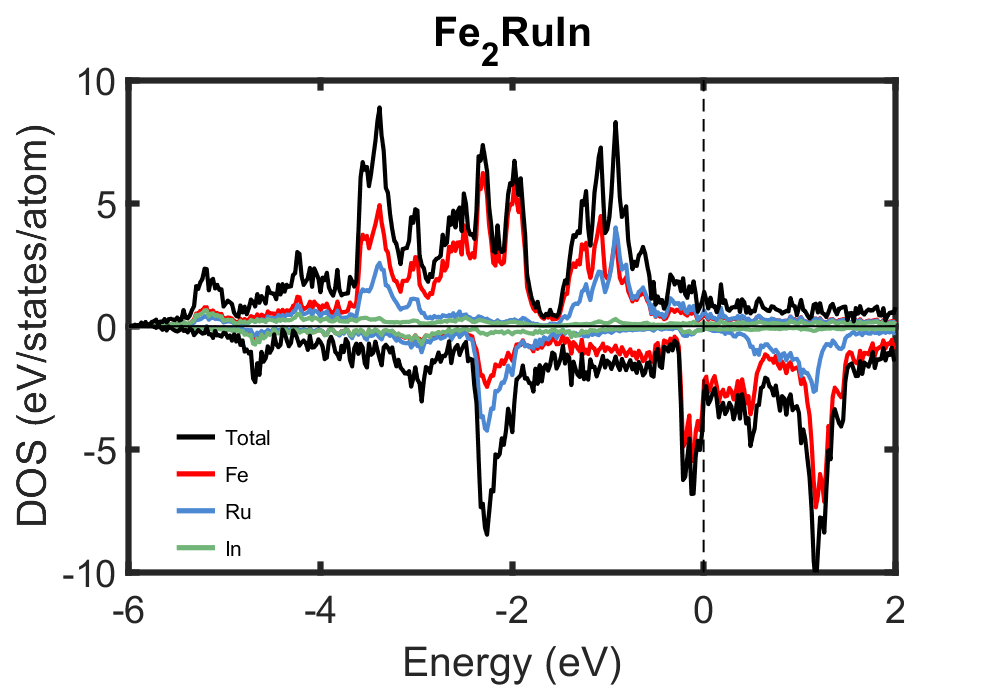 Fe₂RuIn
DOS (eV/states/atom)
10
5
0
-5
-10
Total
Fe
Ru
In
-6 -4 -2 0 2
Energy (eV)